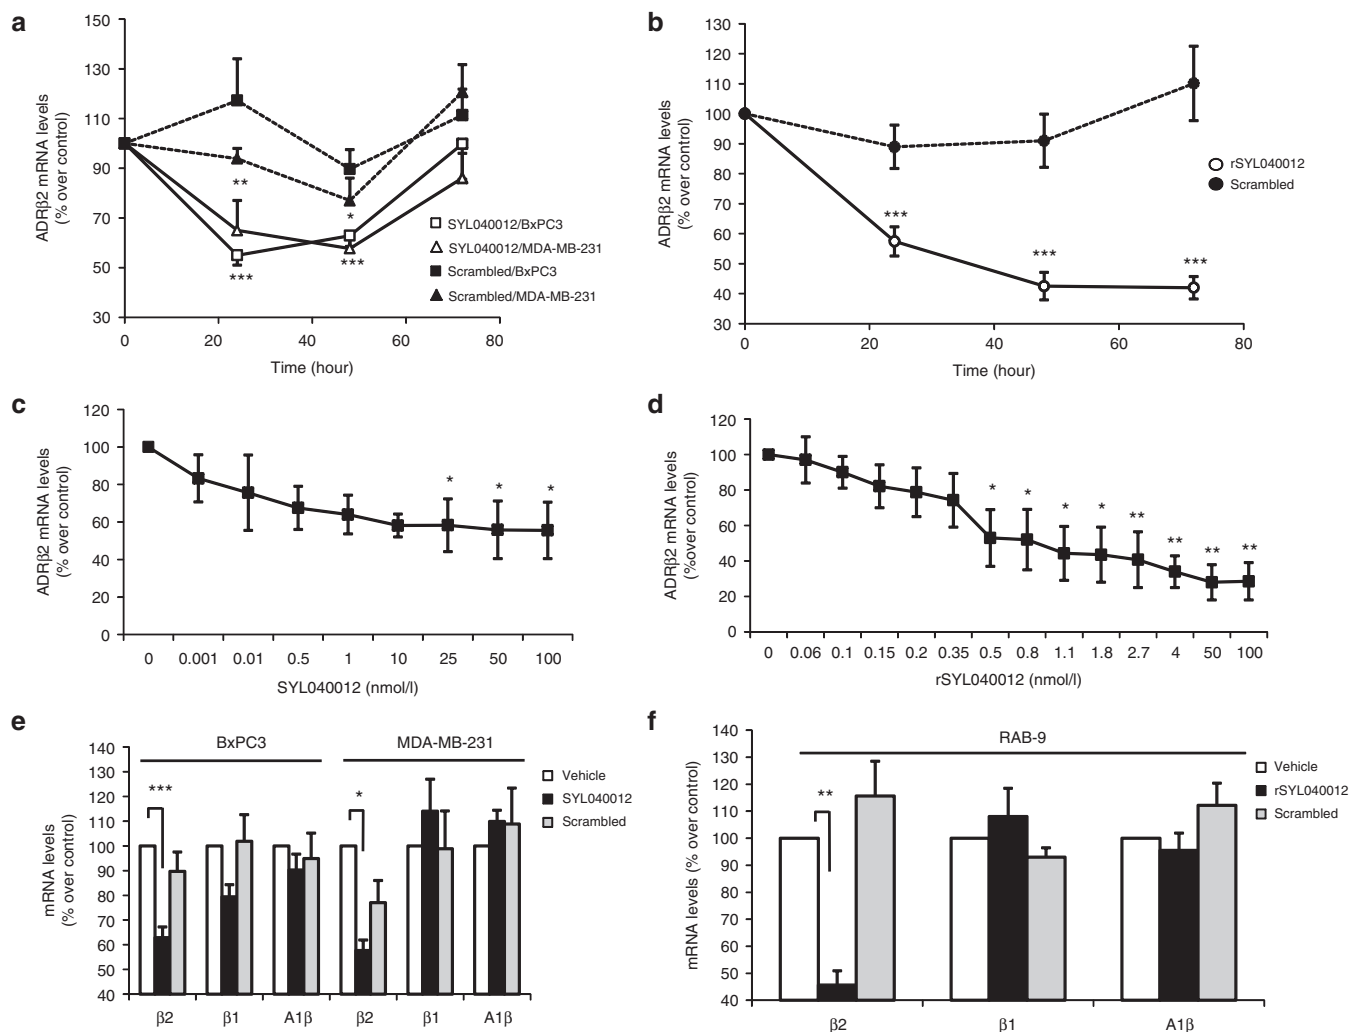 a
150
130
110
90
70
50
30
ADRβ2 mRNA levels
(% over control)
**
***
*
***
0
20
40
60
80
Time (hour)
SYL040012/BxPC3
SYL040012/MDA-MB-231
Scrambled/BxPC3
Scrambled/MDA-MB-231
b
130
120
110
100
90
80
70
60
50
40
30
ADRβ2 mRNA levels
(% over control)
***
***
***
0
20
40
60
80
Time (hour)
rSYL040012
Scrambled
c
120
100
80
60
40
20
0
ADRβ2 mRNA levels
(% over control)
* * *
0 0.001 0.01 0.5 1 10 25 50 100
SYL040012 (nmol/l)
d
120
100
80
60
40
20
0
ADRβ2 mRNA levels
(%over control)
* * * * ** ** ** **
0 0.06 0.1 0.15 0.2 0.35 0.5 0.8 1.1 1.8 2.7 4 50 100
rSYL040012 (nmol/l)
e
140
130
120
110
100
90
80
70
60
50
40
mRNA levels
(% over control)
BxPC3
MDA-MB-231
***
*
β2 β1 A1β β2 β1 A1β
Vehicle
SYL040012
Scrambled
f
140
130
120
110
100
90
80
70
60
50
40
mRNA levels (% over control)
RAB-9
**
β2 β1 A1β
Vehicle
rSYL040012
Scrambled